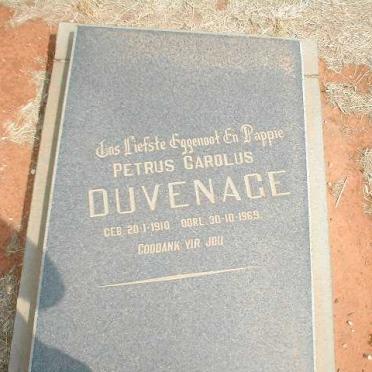 Ons Liefste Eggenoot En Pappie
PETRUS CAROLUS
DUVENAGE
GEB. 20-1-1910 OORL. 30-10-1969.
GODDANK VIR JOU